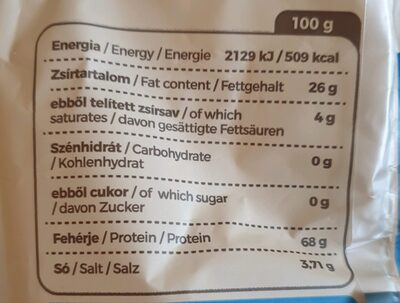 100 g
Energia / Energy / Energie 2129 kJ / 509 kcal
Zsírtartalom / Fat content / Fettgehalt 26 g
ebből telített zsírsav / of which
saturates / davon gesättigte Fettsäuren 4 g
Szénhidrát / Carbohydrate
/ Kohlenhydrat 0 g
ebből cukor / of which sugar
/ davon Zucker 0 g
Fehérje / Protein / Protein 68 g
Só / Salt / Salz 3,71 g